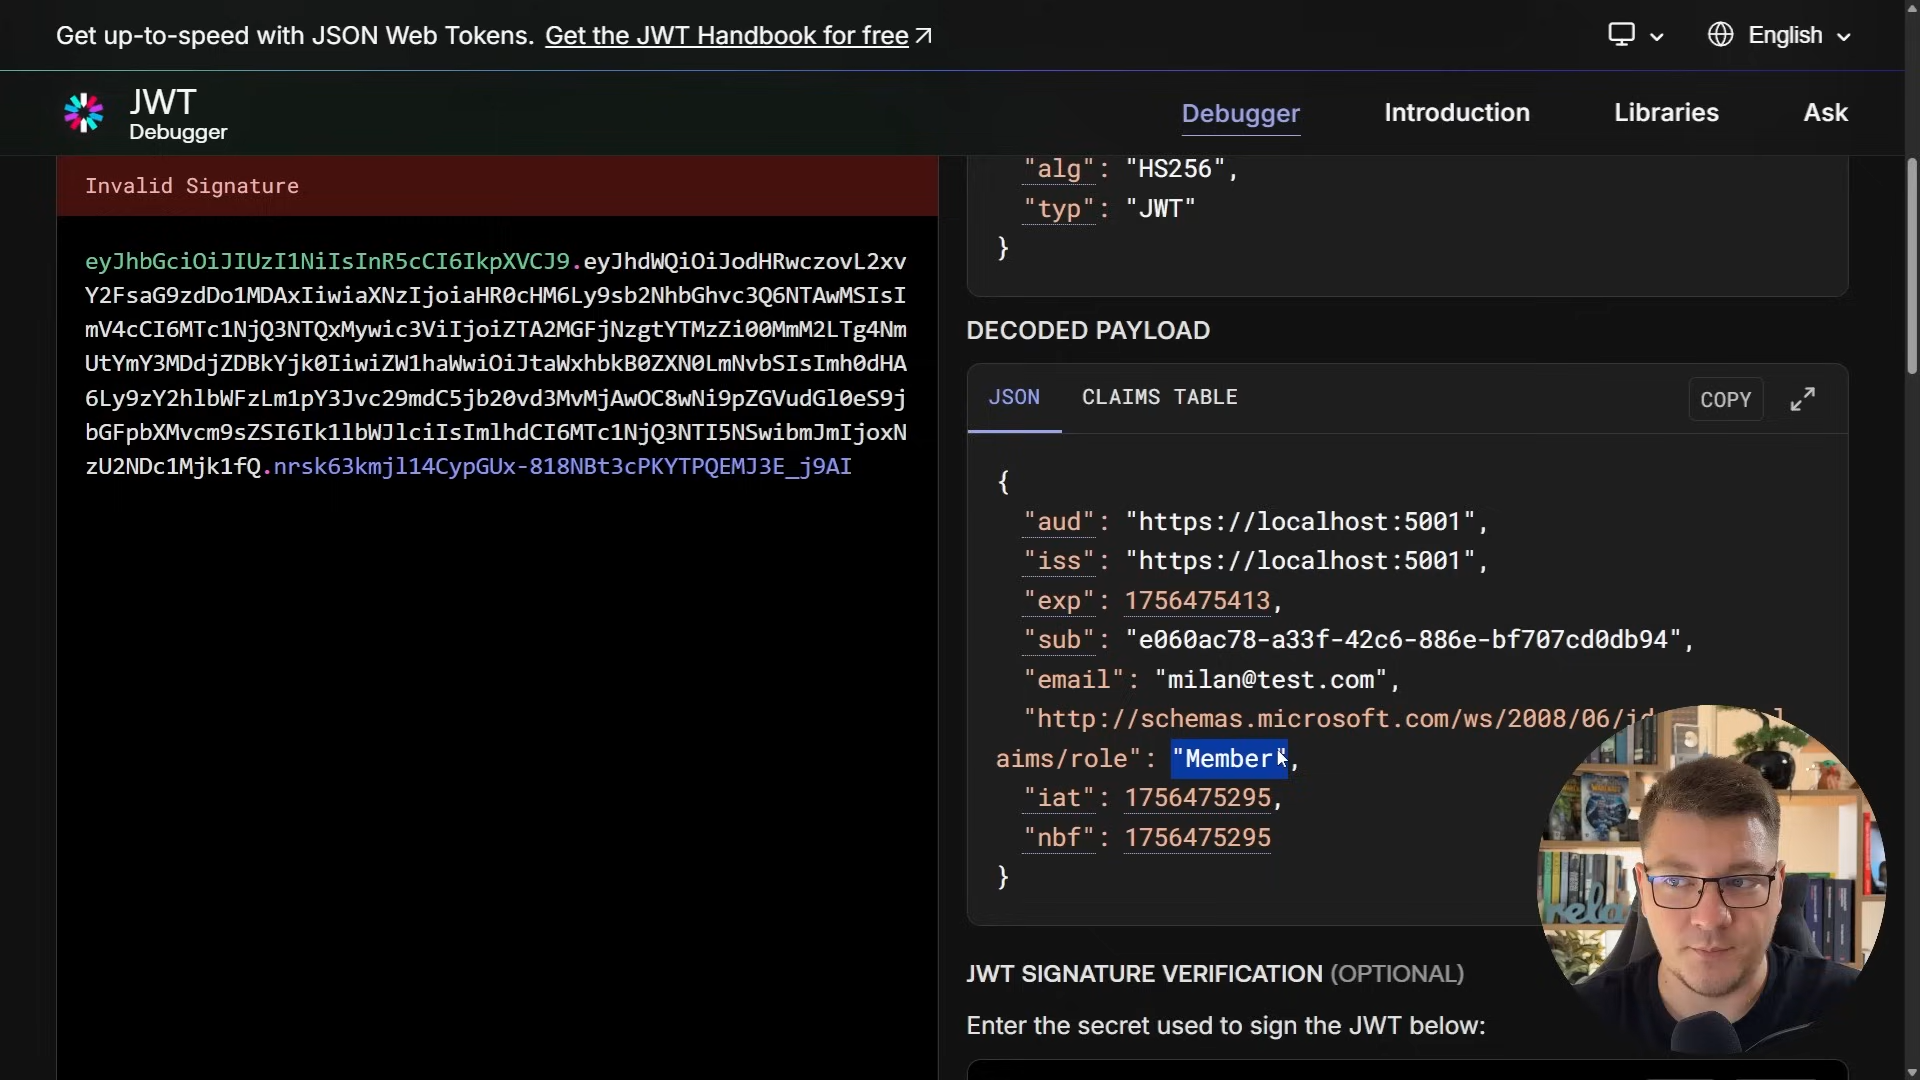 Get up-to-speed with JSON Web Tokens. Get the JWT Handbook for free
English
JWT
Debugger
Debugger
Introduction
Libraries
Ask
Invalid Signature
eyJhbGciOiJIUzI1NiIsInR5cCI6IkpXVCJ9.eyJhdWQiOiJodHRwczovL2xv
Y2FsaG9zdDo1MDAxIiwiaXNzIjoiaHR0cHM6Ly9sb2NhbGhvc3Q6NTAwMSIsI
mV4cCI6MTc1NjQ3NTQxMywic3ViIjoiZTA2MGFjNzgtYTMzZi00MmM2LTg4Nm
UtYmY3MDdjZDBkYjk0IiwiZW1haWwiOiJtaWxhbkB0ZXN0LmNvbSIsImh0dHA
6Ly9zY2hlbWFzLm1pY3Jvc29mdC5jb20vd3MvMjAwOC8wNi9pZGVudGl0eS9j
bGFpbXMvcm9sZSI6Ik1lbWJlciIsImlhdCI6MTc1NjQ3NTI5NSwibmJmIjoxN
zU2NDc1Mjk1fQ.nrsk63kmjl14CypGUx-818NBt3cPKYTPQEMJ3E_j9AI
"alg": "HS256",
"typ": "JWT"
}
DECODED PAYLOAD
JSON
CLAIMS TABLE
COPY
{
"aud": "https://localhost:5001",
"iss": "https://localhost:5001",
"exp": 1756475413,
"sub": "e060ac78-a33f-42c6-886e-bf707cd0db94",
"email": "milan@test.com",
"http://schemas.microsoft.com/ws/2008/06/
aims/role": "Member",
"iat": 1756475295,
"nbf": 1756475295
}
JWT SIGNATURE VERIFICATION (OPTIONAL)
Enter the secret used to sign the JWT below: